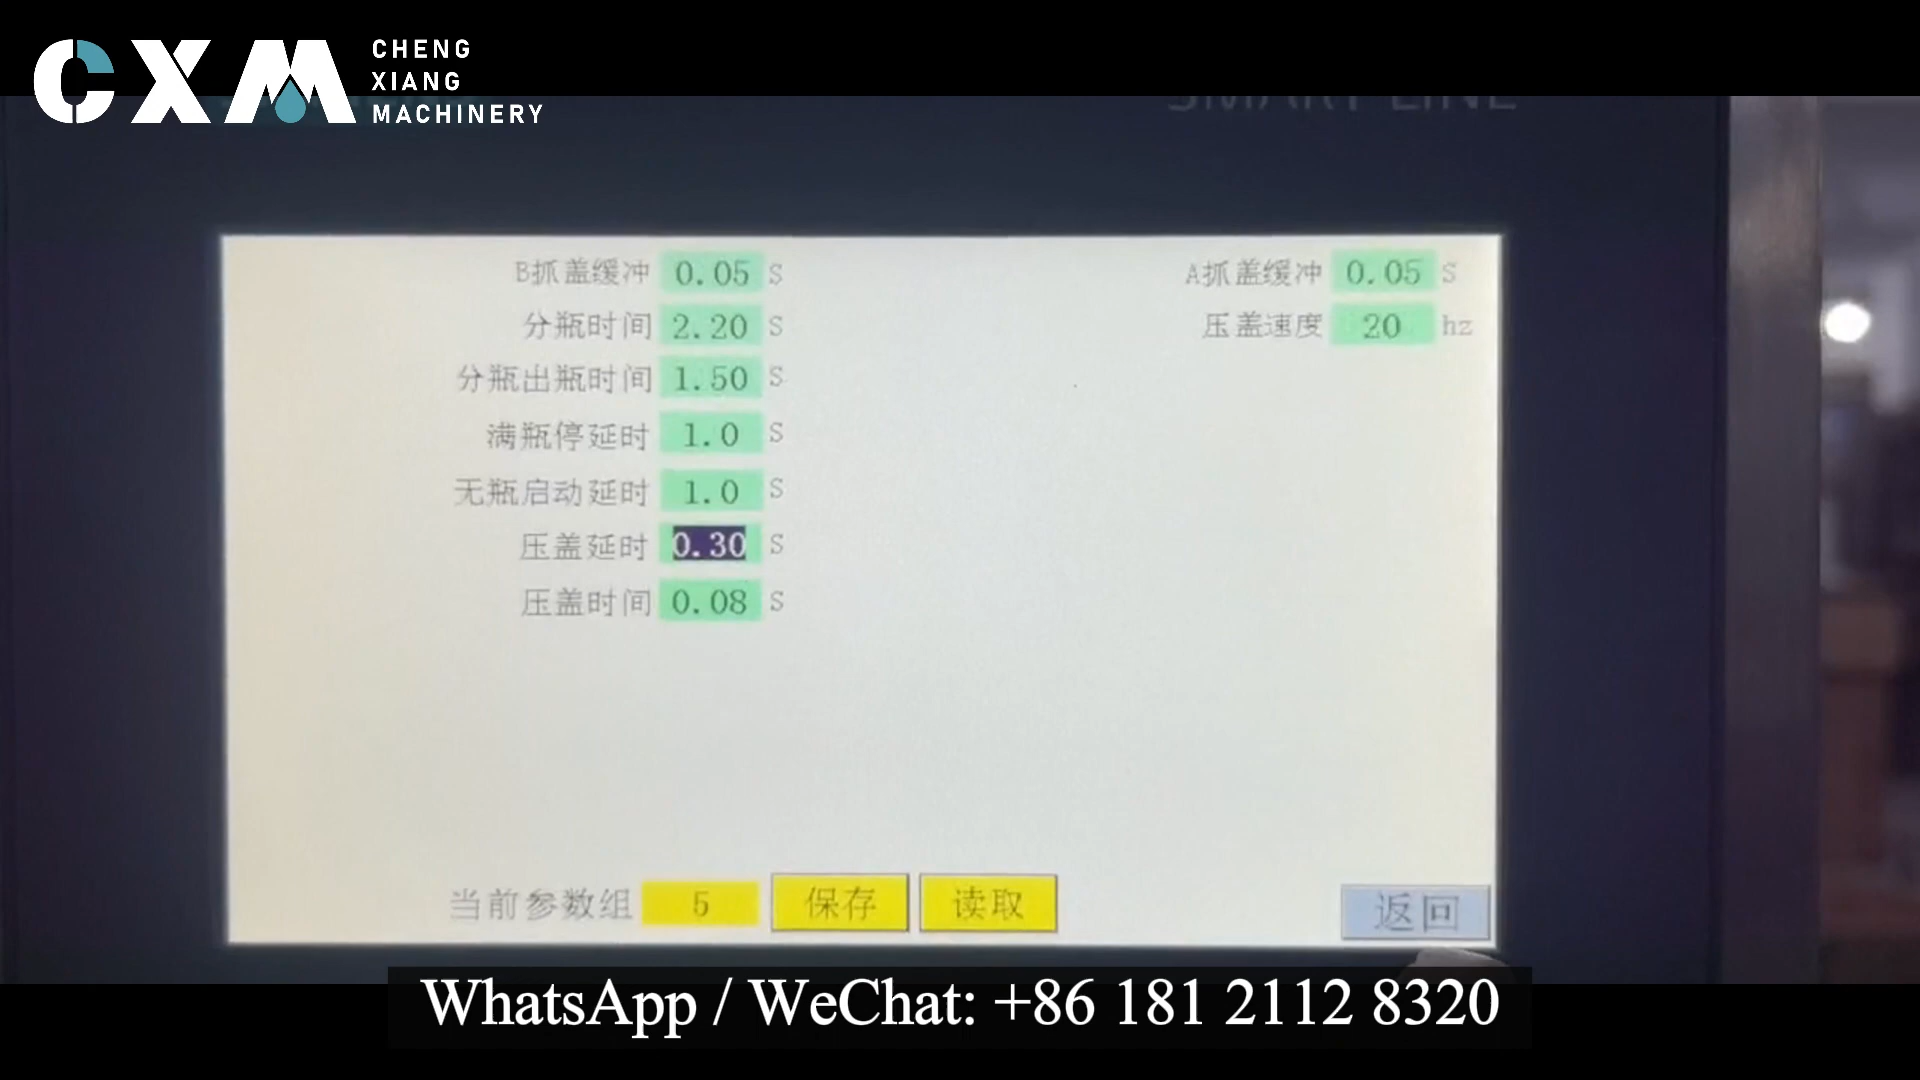 CXM
CHENG
XIANG
MACHINERY
SMART LINE
B抓盖缓冲 0.05 S
A抓盖缓冲 0.05 S
分瓶时间 2.20 S
压盖速度 20 hz
分瓶出瓶时间 1.50 S
满瓶停延时 1.0 S
无瓶启动延时 1.0 S
压盖延时 0.30 S
压盖时间 0.08 S
当前参数组 5 保存 读取 返回
WhatsApp / WeChat: +86 181 2112 8320